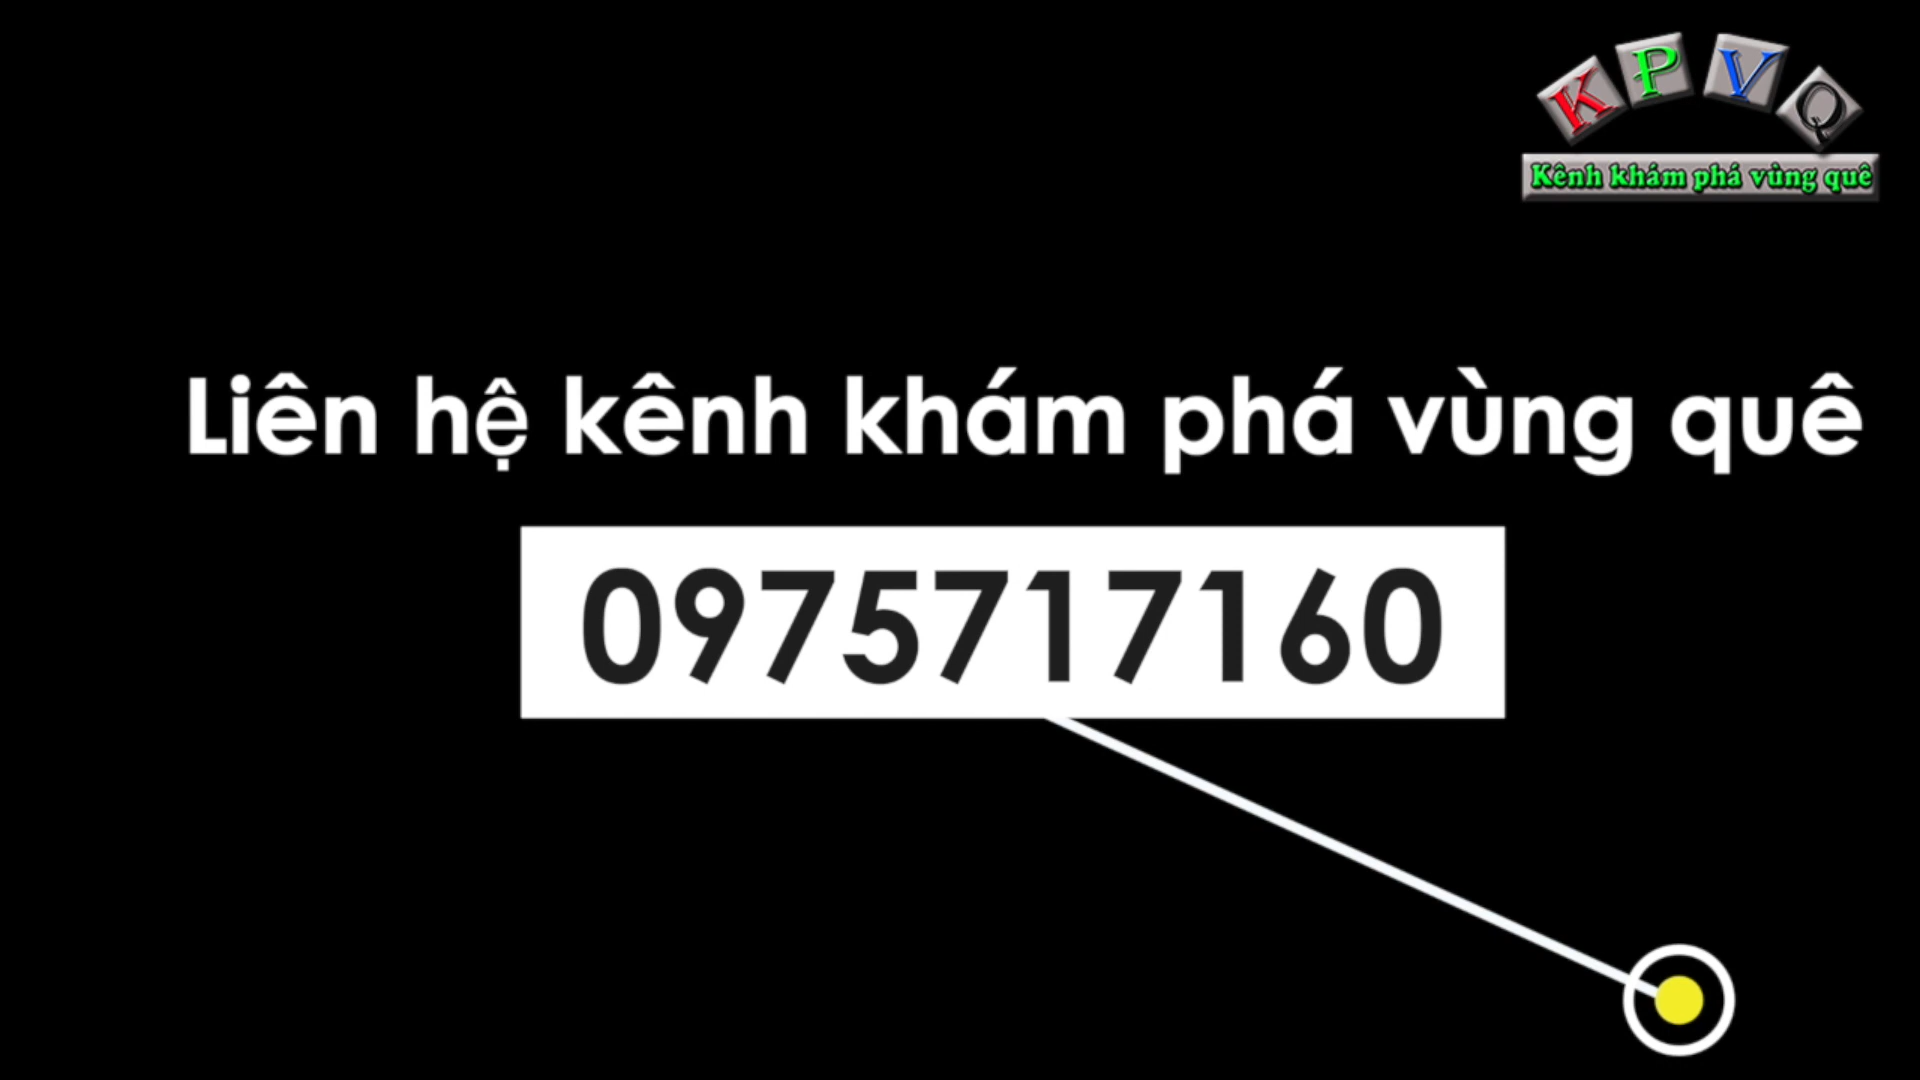 KPVQ
Kênh khám phá vùng quê
Liên hệ kênh khám phá vùng quê
0975717160